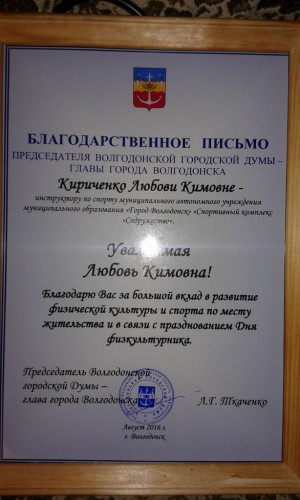 БЛАГОДАРСТВЕННОЕ ПИСЬМО
ПРЕДСЕДАТЕЛЯ ВОЛГОДОНСКОЙ ГОРОДСКОЙ ДУМЫ –
ГЛАВЫ ГОРОДА ВОЛГОДОНСКА
Кириченко Любови Кимовне -
инструктору по спорту муниципального автономного учреждения
муниципального образования «Город Волгодонск» «Спортивный комплекс
«Содружество».
Любовь Кимовна!
Благодарю Вас за большой вклад в развитие
физической культуры и спорта по месту
жительства и в связи с празднованием Дня
физкультурника.
Председатель Волгодонской
городской Думы –
глава города Волгодонска
А.Г. Ткаченко
Август 2016 г.
г. Волгодонск